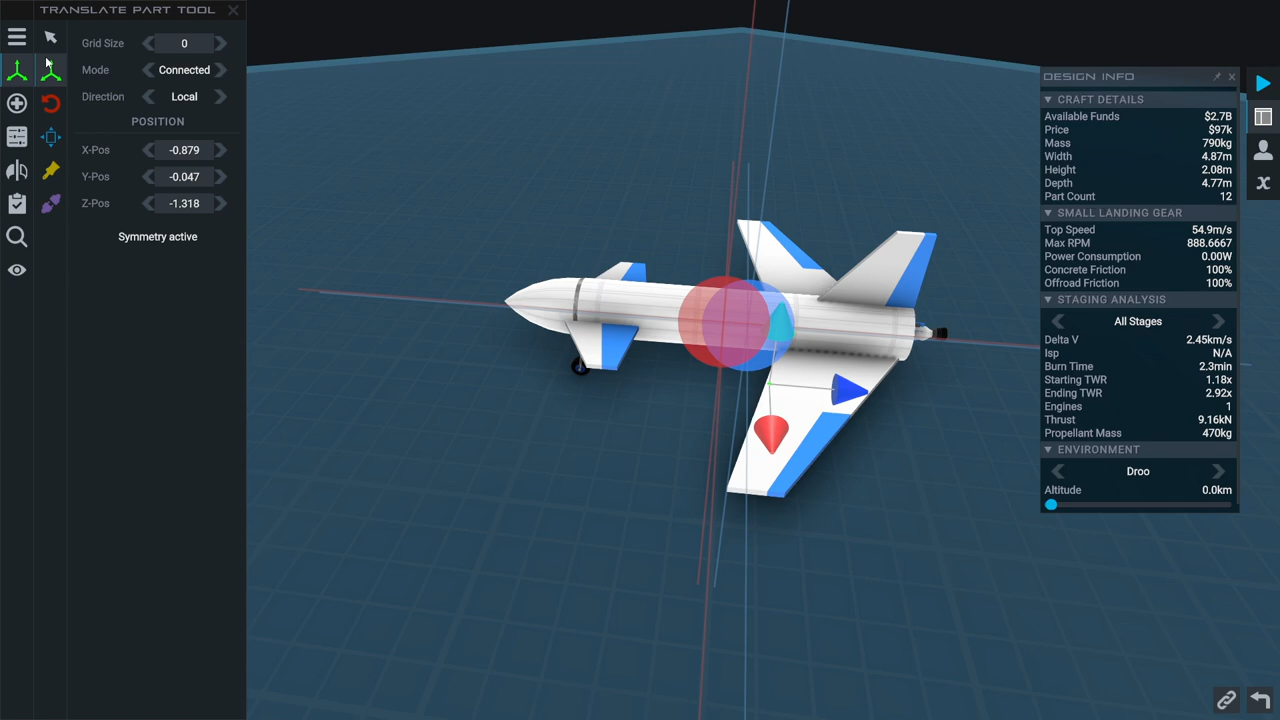 TRANSLATE PART TOOL
Grid Size 0
Mode Connected
Direction Local
POSITION
X-Pos -0.879
Y-Pos -0.047
Z-Pos -1.318
Symmetry active
DESIGN INFO
CRAFT DETAILS
Available Funds $2.7B
Price $97k
Mass 790kg
Width 4.87m
Height 2.08m
Depth 4.77m
Part Count 12
SMALL LANDING GEAR
Top Speed 54.9m/s
Max RPM 888.6667
Power Consumption 0.00W
Concrete Friction 100%
Offroad Friction 100%
STAGING ANALYSIS
All Stages
Delta V 2.45km/s
Isp N/A
Burn Time 2.3min
Starting TWR 1.18x
Ending TWR 2.92x
Engines 1
Thrust 9.16kN
Propellant Mass 470kg
ENVIRONMENT
Droo
Altitude 0.0km